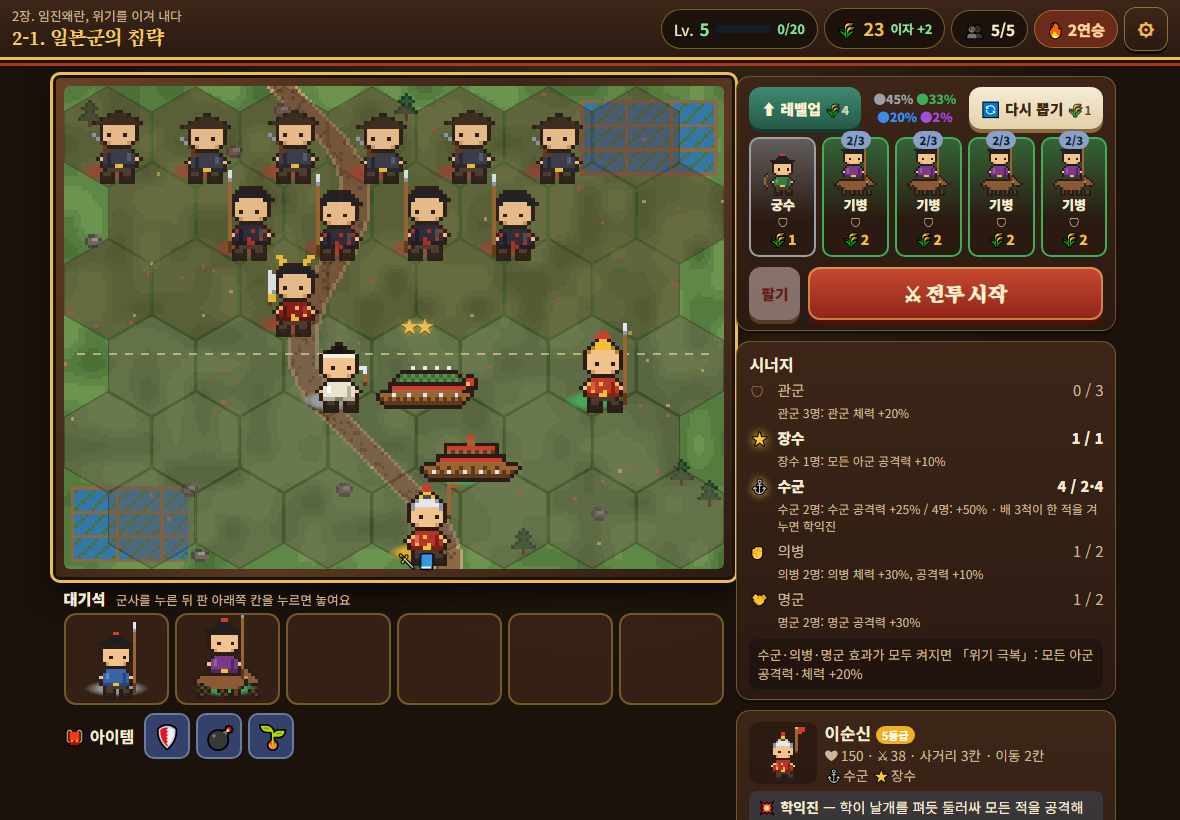 2장. 임진왜란, 위기를 이겨 내다
2-1. 일본군의 침략
Lv. 5 0/20
23 이자 +2
5/5
2연승
레벨업 4
45% 33%
20% 2%
다시 뽑기 1
2/3 2/3 2/3 2/3
궁수 기병 기병 기병 기병
1 2 2 2 2
팔기
전투 시작
시너지
관군 0 / 3
관군 3명: 관군 체력 +20%
장수 1 / 1
장수 1명: 모든 아군 공격력 +10%
수군 4 / 2·4
수군 2명: 수군 공격력 +25% / 4명: +50% · 배 3척이 한 적을 겨
누면 학익진
의병 1 / 2
의병 2명: 의병 체력 +30%, 공격력 +10%
명군 1 / 2
명군 2명: 명군 공격력 +30%
수군·의병·명군 효과가 모두 켜지면 「위기 극복」: 모든 아군
공격력·체력 +20%
대기석 군사를 누른 뒤 판 아래쪽 칸을 누르면 놓여요
아이템
이순신 5등급
150 · 38 · 사거리 3칸 · 이동 2칸
수군 장수
학익진 — 학이 날개를 펴듯 둘러싸 모든 적을 공격해